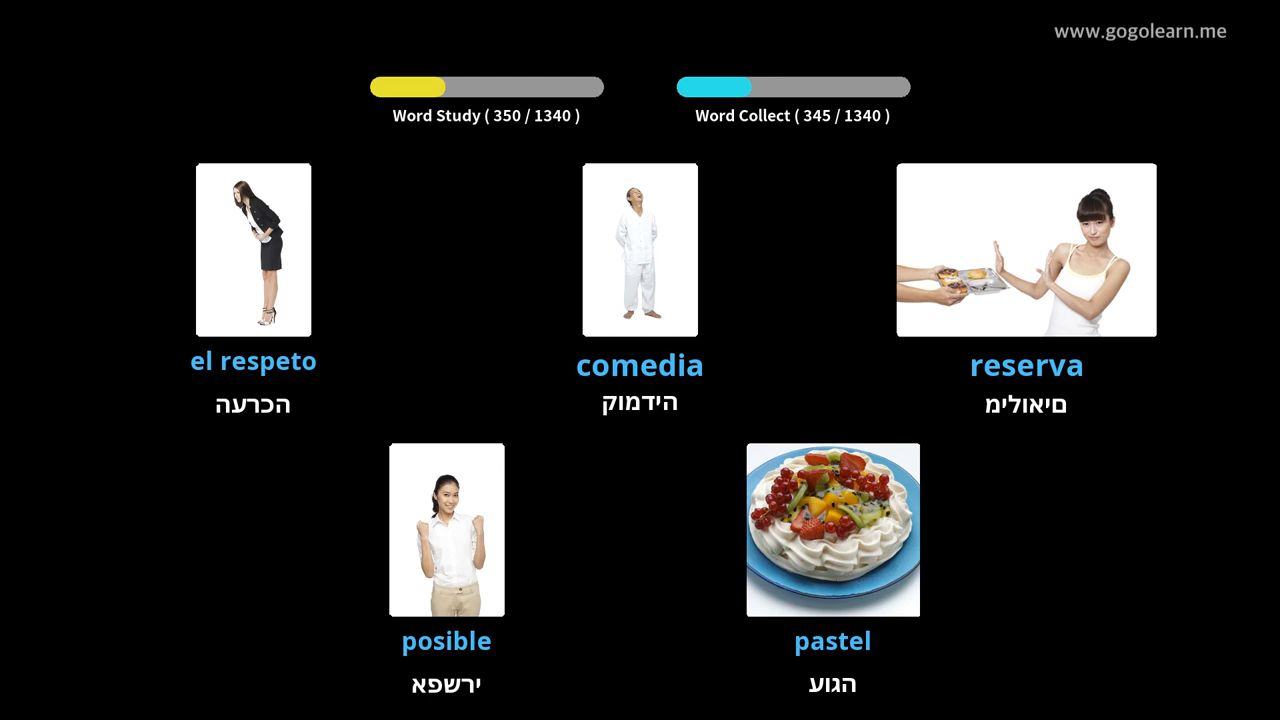 www.gogolearn.me
Word Study ( 350 / 1340 )
Word Collect ( 345 / 1340 )
el respeto
הכרעה
comedia
הידמוק
reserva
םיאולימ
posible
ירשפא
pastel
הגוע